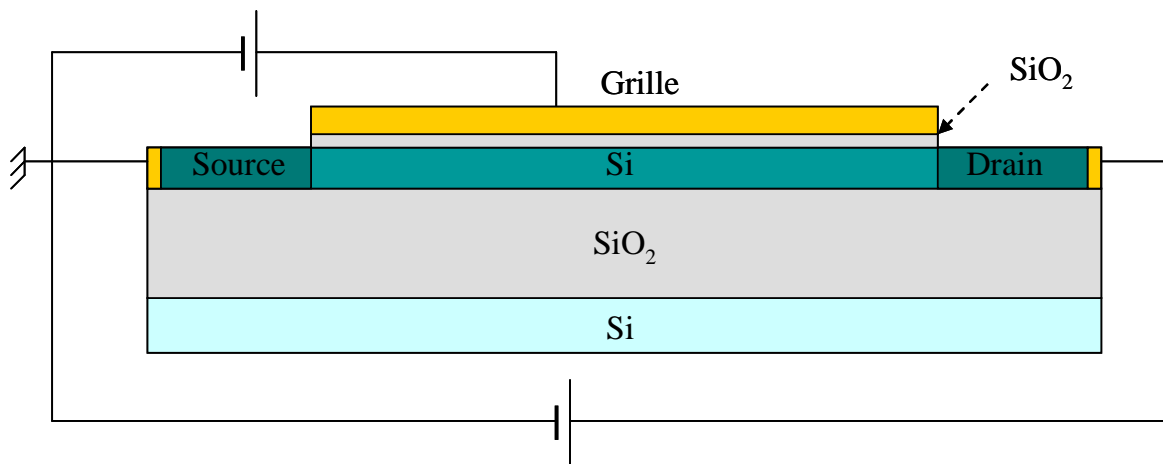 Grille
SiO₂
Source
Si
Drain
SiO₂
Si